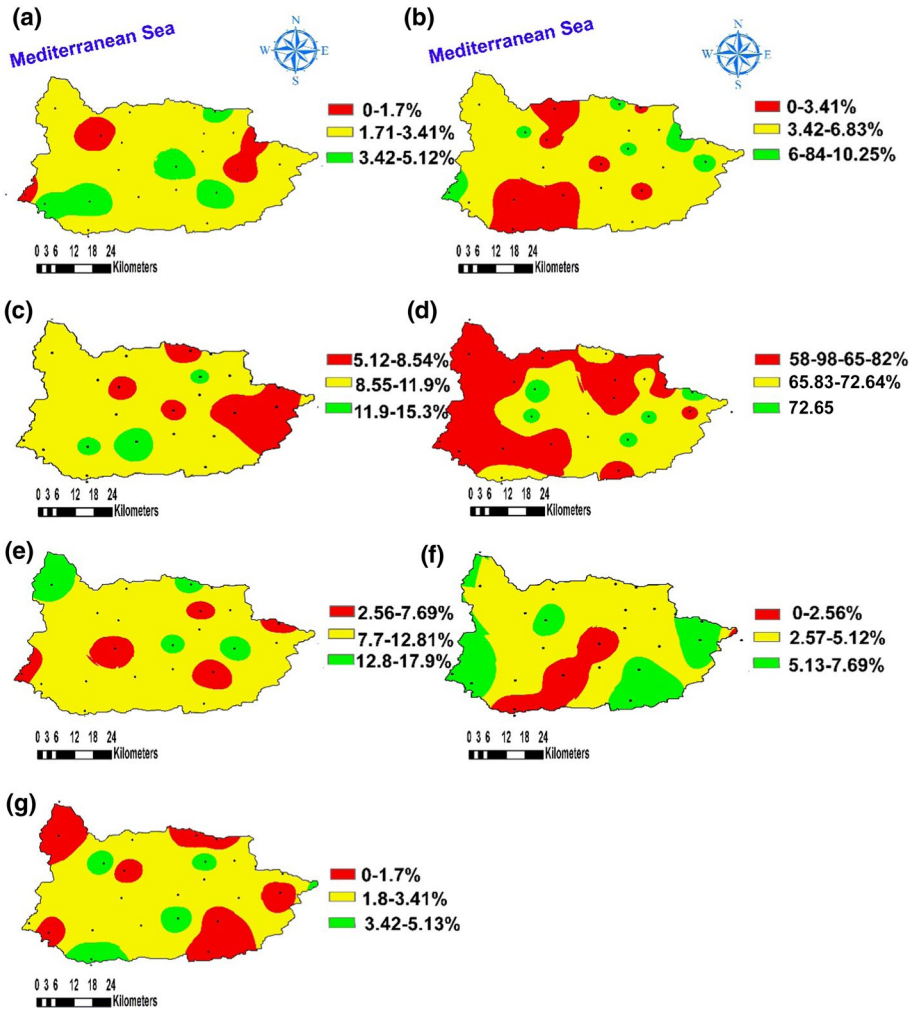 (a)
Mediterranean Sea
N
W E
S
0-1.7%
1.71-3.41%
3.42-5.12%
0 3 6 12 18 24
Kilometers
(b)
Mediterranean Sea
N
W E
S
0-3.41%
3.42-6.83%
6-84-10.25%
0 3 6 12 18 24
Kilometers
(c)
5.12-8.54%
8.55-11.9%
11.9-15.3%
0 3 6 12 18 24
Kilometers
(d)
58-98-65-82%
65.83-72.64%
72.65
0 3 6 12 18 24
Kilometers
(e)
2.56-7.69%
7.7-12.81%
12.8-17.9%
0 3 6 12 18 24
Kilometers
(f)
0-2.56%
2.57-5.12%
5.13-7.69%
0 3 6 12 18 24
Kilometers
(g)
0-1.7%
1.8-3.41%
3.42-5.13%
0 3 6 12 18 24
Kilometers